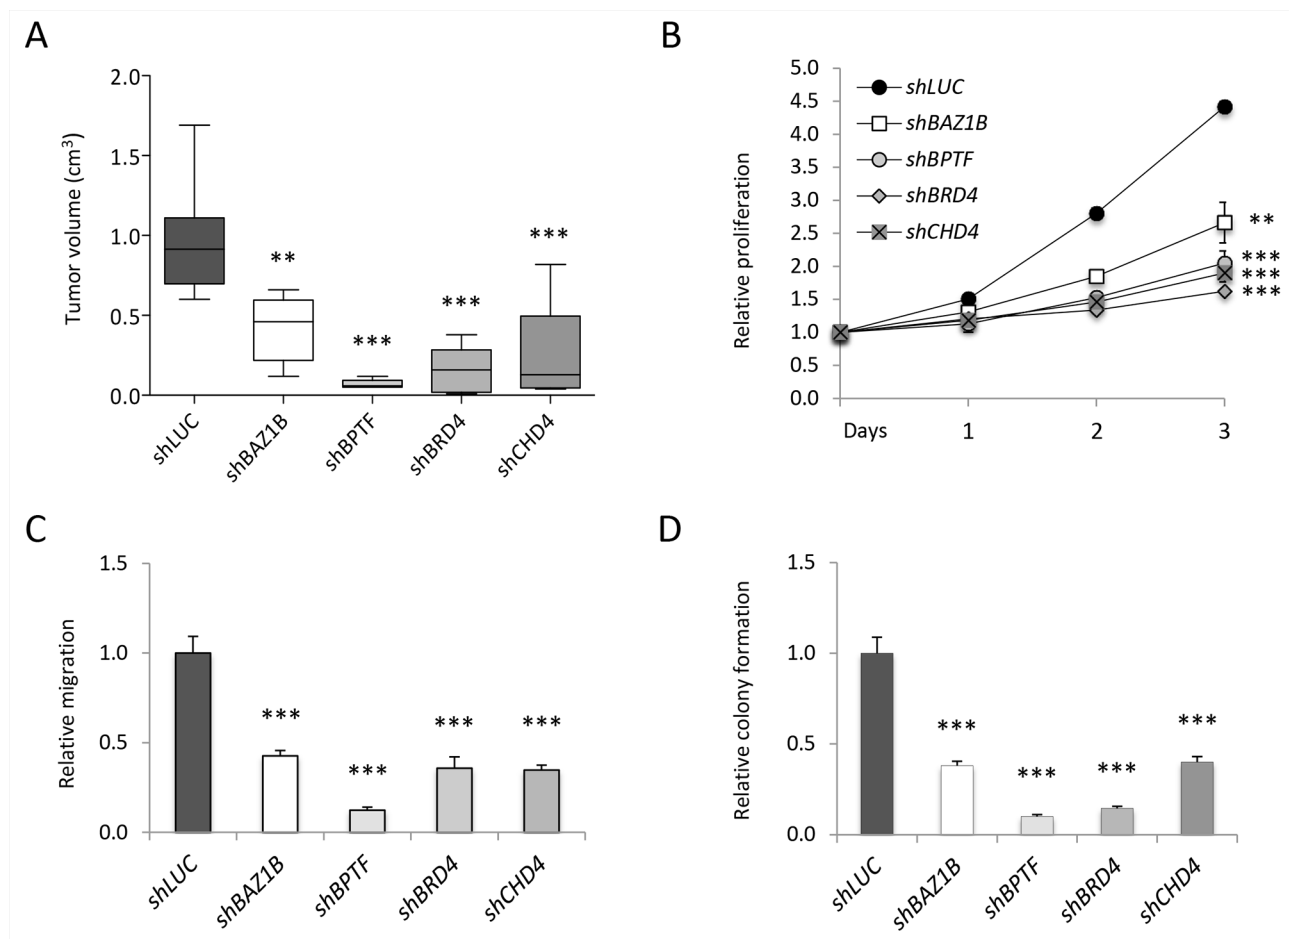 A
Tumor volume (cm³)
2.0
1.5
1.0
0.5
0.0
**
***
***
***
shLUC
shBAZ1B
shBPTF
shBRD4
shCHD4
B
Relative proliferation
5.0
4.5
4.0
3.5
3.0
2.5
2.0
1.5
1.0
0.5
0.0
shLUC
shBAZ1B
shBPTF
shBRD4
shCHD4
**
***
***
***
Days 1 2 3
C
Relative migration
1.5
1.0
0.5
0.0
***
***
***
***
shLUC
shBAZ1B
shBPTF
shBRD4
shCHD4
D
Relative colony formation
1.5
1.0
0.5
0.0
***
***
***
***
shLUC
shBAZ1B
shBPTF
shBRD4
shCHD4